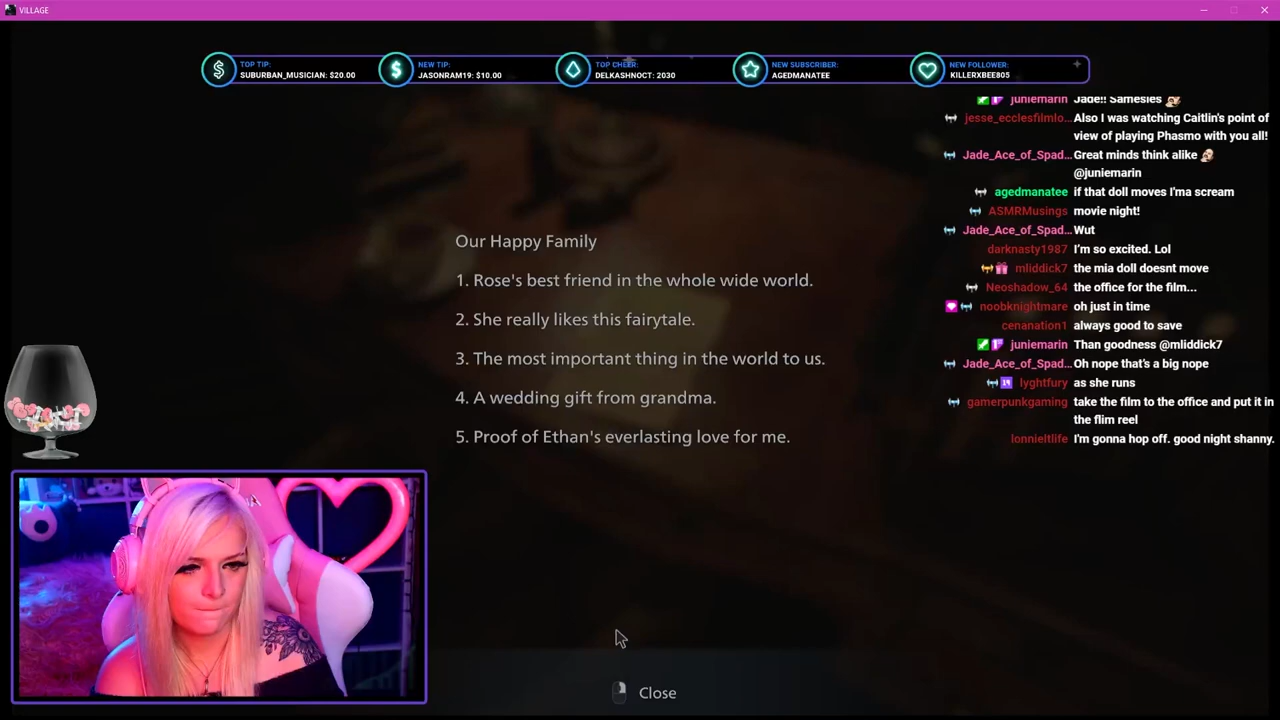 VILLAGE
TOP TIP:
SUBURBAN_MUSICIAN: $20.00
NEW TIP:
JASONRAM19: $10.00
TOP CHEER:
DELKASHNOCT: 2030
NEW SUBSCRIBER:
AGEDMANATEE
NEW FOLLOWER:
KILLERXBEE805
juniemarin Jade!! Samesies
jesse_ecclesfilmlo... Also I was watching Caitlin's point of
view of playing Phasmo with you all!
Jade_Ace_of_Spad... Great minds think alike
@juniemarin
agedmanatee if that doll moves I'ma scream
ASMRMusings movie night!
Jade_Ace_of_Spad... Wut
darknasty1987 I'm so excited. Lol
mliddick7 the mia doll doesnt move
Neoshadow_64 the office for the film...
noobknightmare oh just in time
cenanation1 always good to save
juniemarin Than goodness @mliddick7
Jade_Ace_of_Spad... Oh nope that's a big nope
lyghtfury as she runs
gamerpunkgaming take the film to the office and put it in
the flim reel
lonnieltlife I'm gonna hop off. good night shanny.
Our Happy Family
1. Rose's best friend in the whole wide world.
2. She really likes this fairytale.
3. The most important thing in the world to us.
4. A wedding gift from grandma.
5. Proof of Ethan's everlasting love for me.
Close